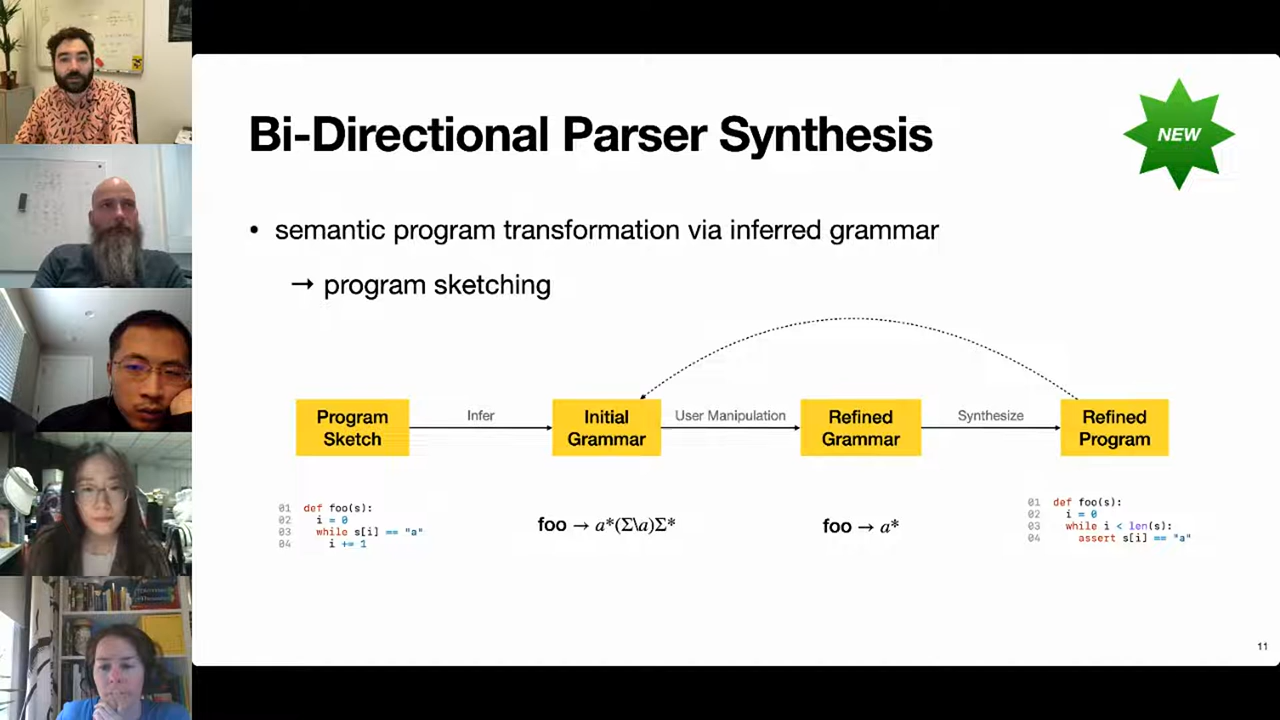 Bi-Directional Parser Synthesis
NEW
• semantic program transformation via inferred grammar
→ program sketching
Program
Sketch
Infer
Initial
Grammar
User Manipulation
Refined
Grammar
Synthesize
Refined
Program
01 def foo(s):
02 i = 0
03 while s[i] == "a"
04 i += 1
foo → a*(Σ\a)Σ*
foo → a*
01 def foo(s):
02 i = 0
03 while i < len(s):
04 assert s[i] == "a"
11